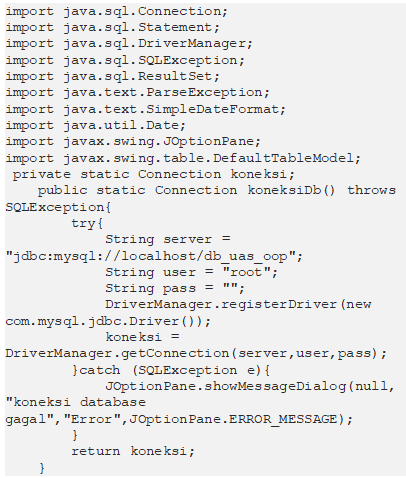 import java.sql.Connection;
import java.sql.Statement;
import java.sql.DriverManager;
import java.sql.SQLException;
import java.sql.ResultSet;
import java.text.ParseException;
import java.text.SimpleDateFormat;
import java.util.Date;
import javax.swing.JOptionPane;
import javax.swing.table.DefaultTableModel;
private static Connection koneksi;
public static Connection koneksiDb() throws
SQLException{
try{
String server =
"jdbc:mysql://localhost/db_uas_oop";
String user = "root";
String pass = "";
DriverManager.registerDriver(new
com.mysql.jdbc.Driver());
koneksi =
DriverManager.getConnection(server,user,pass);
}catch (SQLException e){
JOptionPane.showMessageDialog(null,
"koneksi database
gagal","Error",JOptionPane.ERROR_MESSAGE);
}
return koneksi;
}